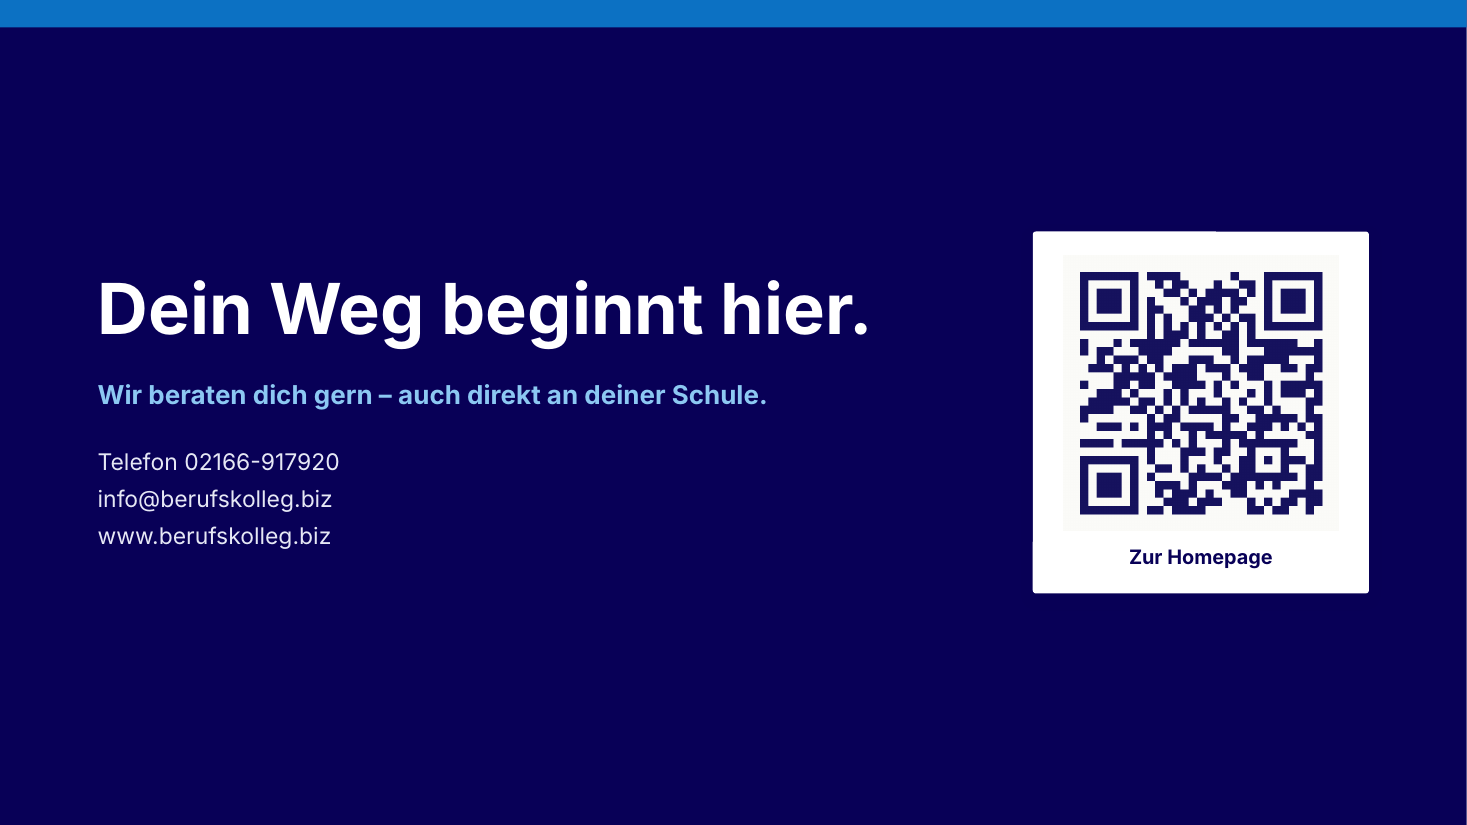 Dein Weg beginnt hier.
Wir beraten dich gern – auch direkt an deiner Schule.
Telefon 02166-917920
info@berufskolleg.biz
www.berufskolleg.biz
Zur Homepage